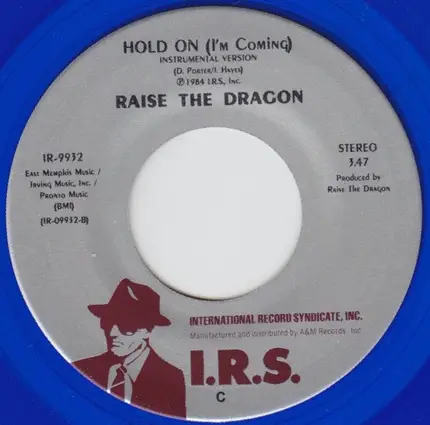 HOLD ON (I'm Coming)
INSTRUMENTAL VERSION
(D. Porter/I. Hayes)
Ⓟ1984 I.R.S., Inc.
RAISE THE DRAGON
IR-9932
East Memphis Music /
Irving Music, Inc. /
Pronto Music
(BMI)
(IR-09932-B)
STEREO
3.47
Produced by
Raise The Dragon
INTERNATIONAL RECORD SYNDICATE, INC.
Manufactured and distributed by A&M Records, Inc.
I.R.S.
C